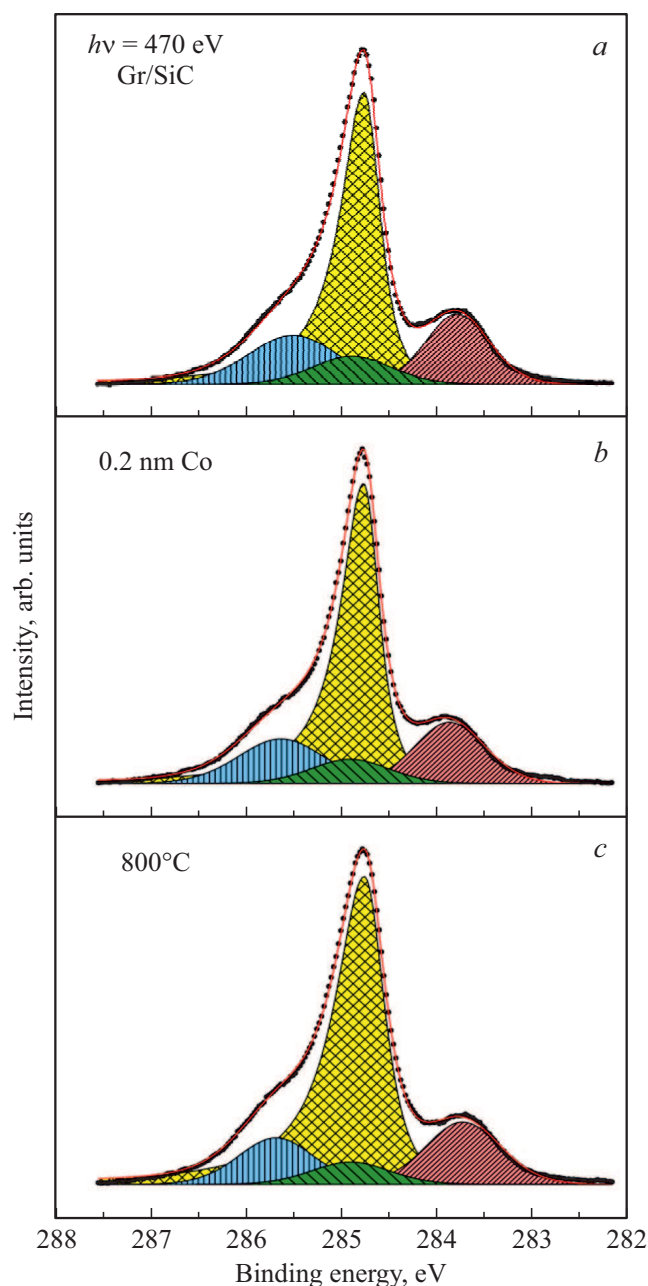 hν = 470 eV
Gr/SiC
a
0.2 nm Co
b
800°C
c
Intensity, arb. units
288 287 286 285 284 283 282
Binding energy, eV